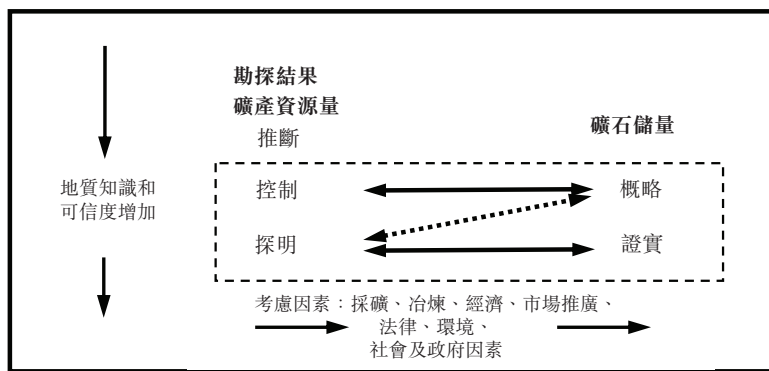 勘探結果
礦產資源量
推斷
礦石儲量
地質知識和
可信度增加
控制
概略
探明
證實
考慮因素：採礦、冶煉、經濟、市場推廣、
法律、環境、
社會及政府因素